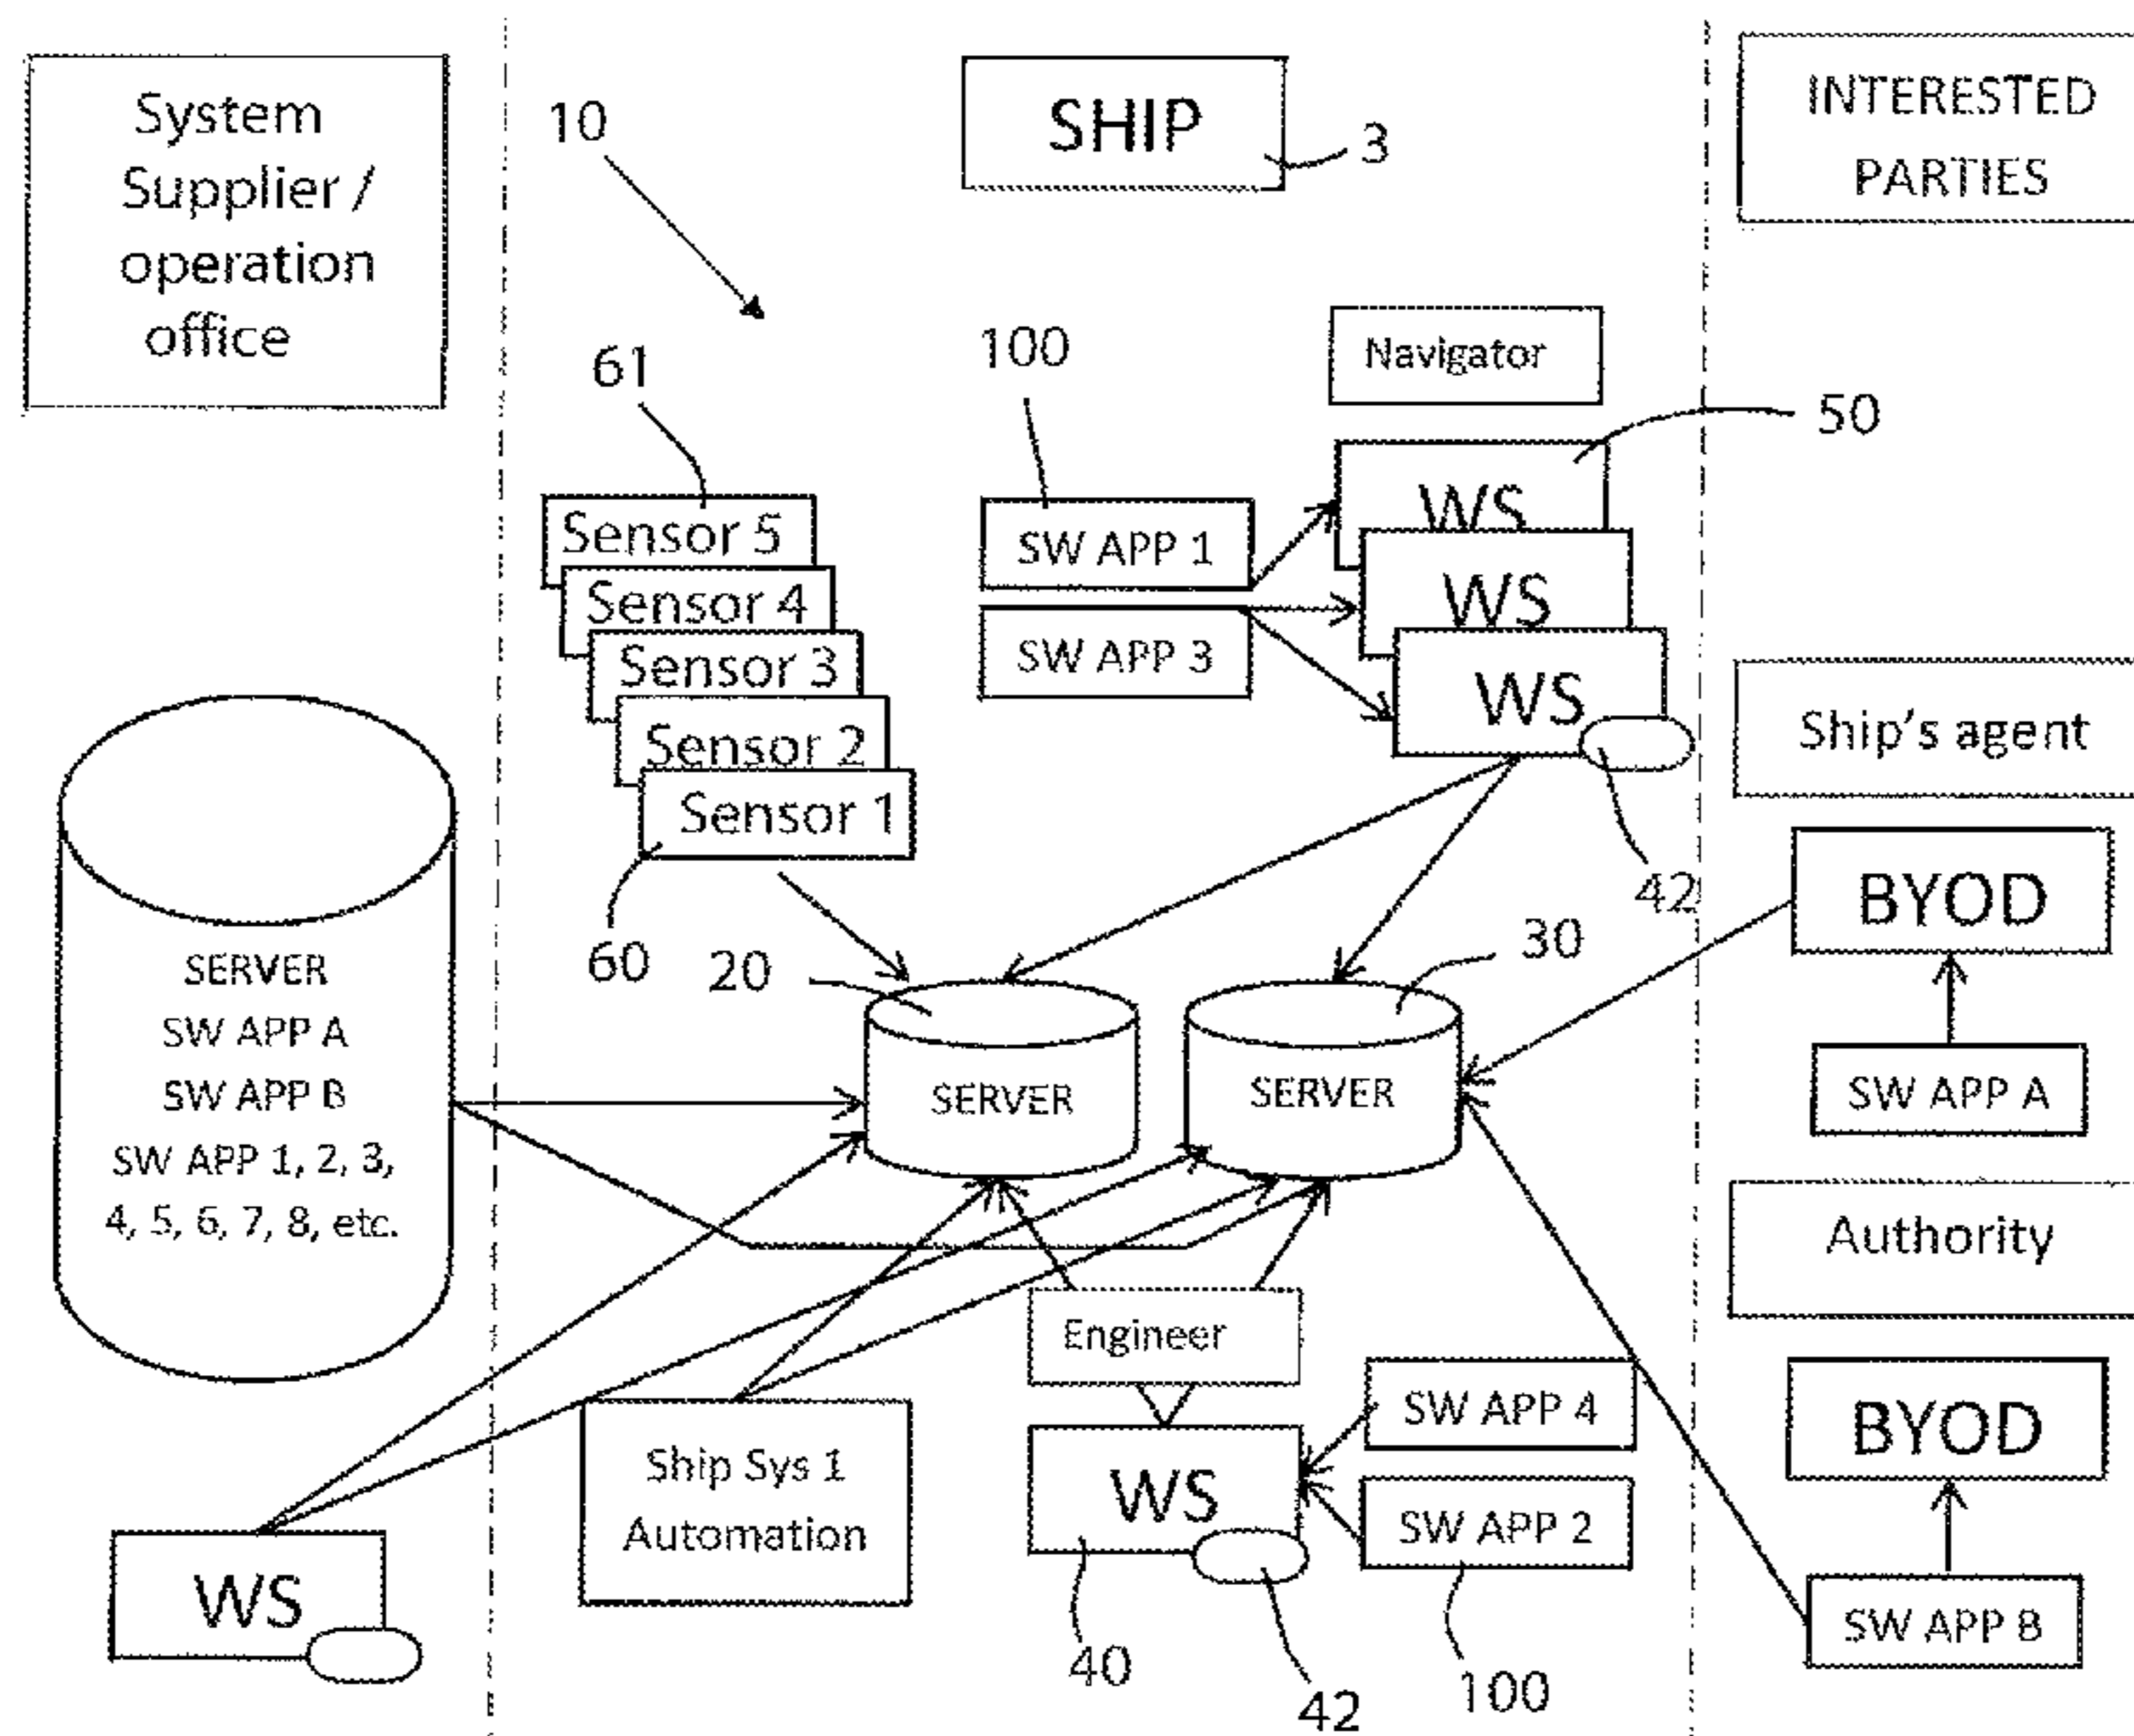 System
Supplier /
operation
office
SERVER
SW APP A
SW APP B
SW APP 1, 2, 3,
4, 5, 6, 7, 8, etc.
WS
10
SHIP
3
61
100
Navigator
50
Sensor 5
Sensor 4
Sensor 3
Sensor 2
Sensor 1
60
SW APP 1
SW APP 3
WS
WS
WS
42
20
30
SERVER
SERVER
Engineer
Ship Sys 1
Automation
WS
SW APP 4
SW APP 2
40
42
100
INTERESTED
PARTIES
Ship's agent
BYOD
SW APP A
Authority
BYOD
SW APP B